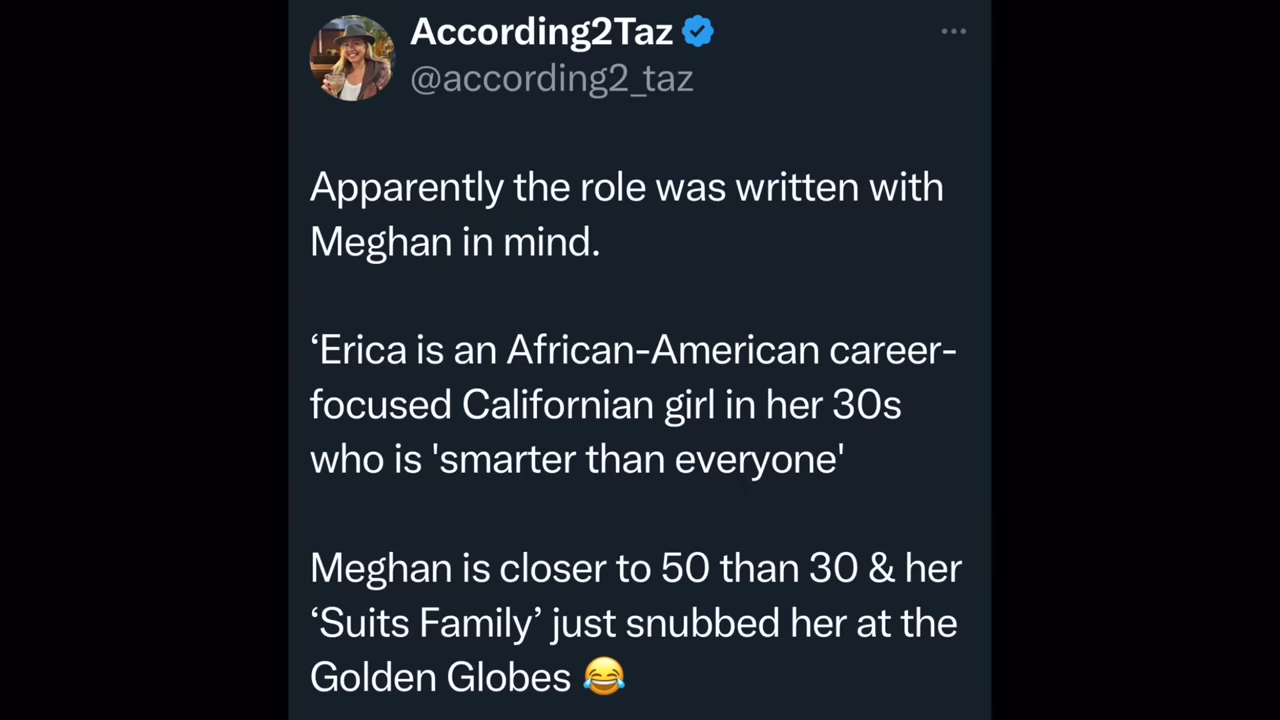 According2Taz
@according2_taz
Apparently the role was written with
Meghan in mind.
‘Erica is an African-American career-
focused Californian girl in her 30s
who is 'smarter than everyone'
Meghan is closer to 50 than 30 & her
‘Suits Family’ just snubbed her at the
Golden Globes 😂